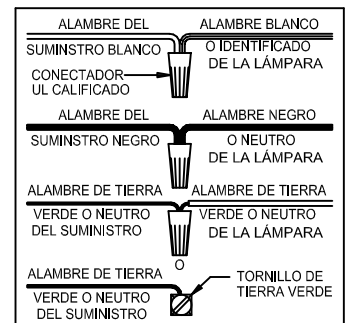 ALAMBRE DEL ALAMBRE BLANCO
SUMINSTRO BLANCO O IDENTIFICADO
DE LA LÁMPARA
CONECTADOR
UL CALIFICADO
ALAMBRE DEL ALAMBRE NEGRO
SUMINSTRO NEGRO O NEUTRO
DE LA LÁMPARA
ALAMBRE DE TIERRA ALAMBRE DE TIERRA
VERDE O NEUTRO VERDE O NEUTRO
DEL SUMINISTRO DE LA LÁMPARA
O
ALAMBRE DE TIERRA TORNILLO DE
TIERRA VERDE
VERDE O NEUTRO
DEL SUMINISTRO